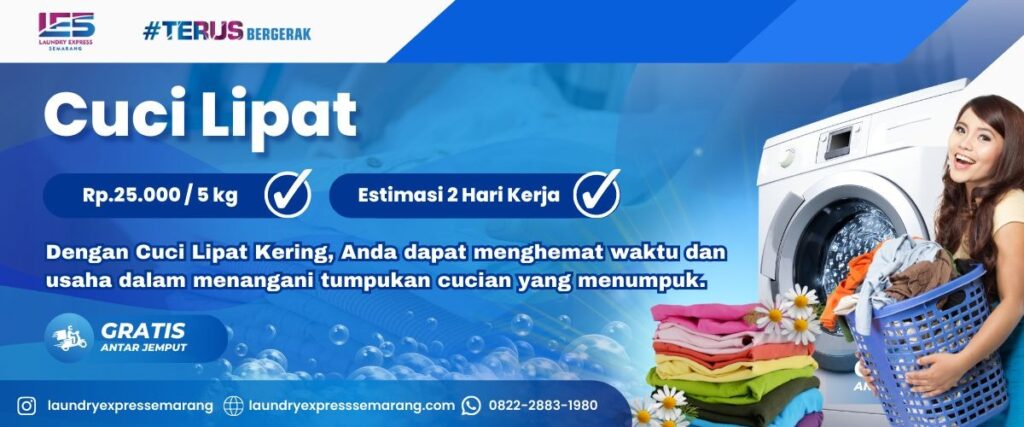 LES
LAUNDRY EXPRESS
SEMARANG
#TERUS BERGERAK
Cuci Lipat
Rp.25.000 / 5 kg
Estimasi 2 Hari Kerja
Dengan Cuci Lipat Kering, Anda dapat menghemat waktu dan
usaha dalam menangani tumpukan cucian yang menumpuk.
GRATIS
ANTAR JEMPUT
laundryexpressemarang laundryexpresssemarang.com 0822-2883-1980